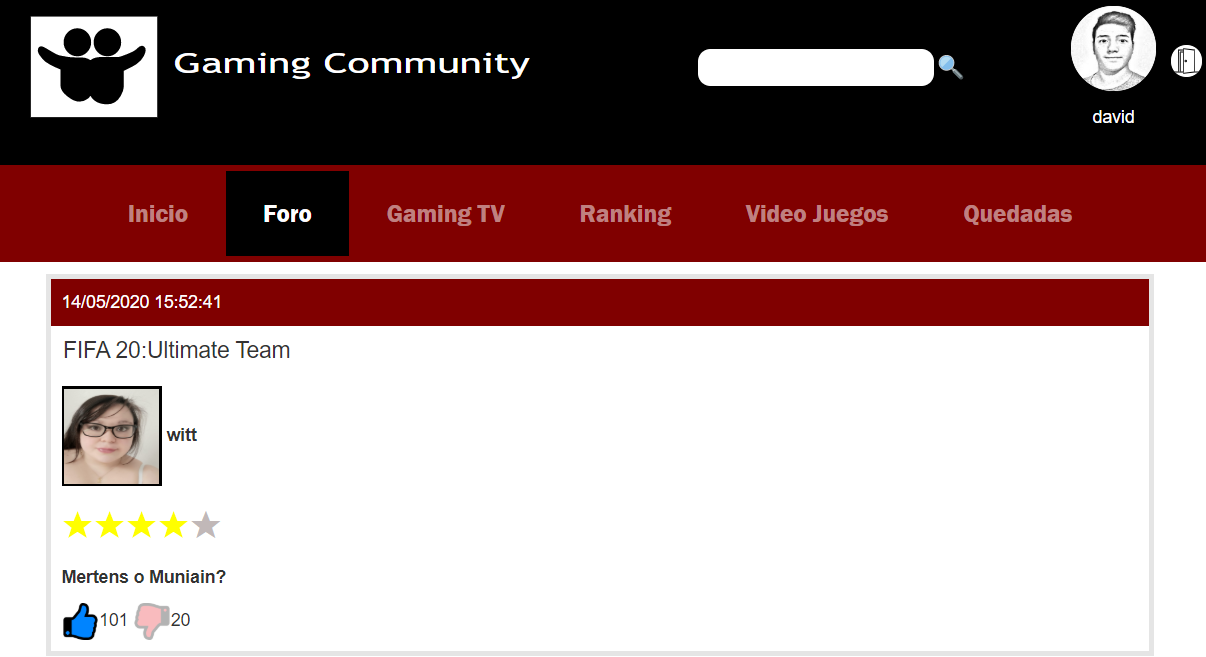 Gaming Community
david
Inicio Foro Gaming TV Ranking Video Juegos Quedadas
14/05/2020 15:52:41
FIFA 20:Ultimate Team
witt
Mertens o Muniain?
101 20